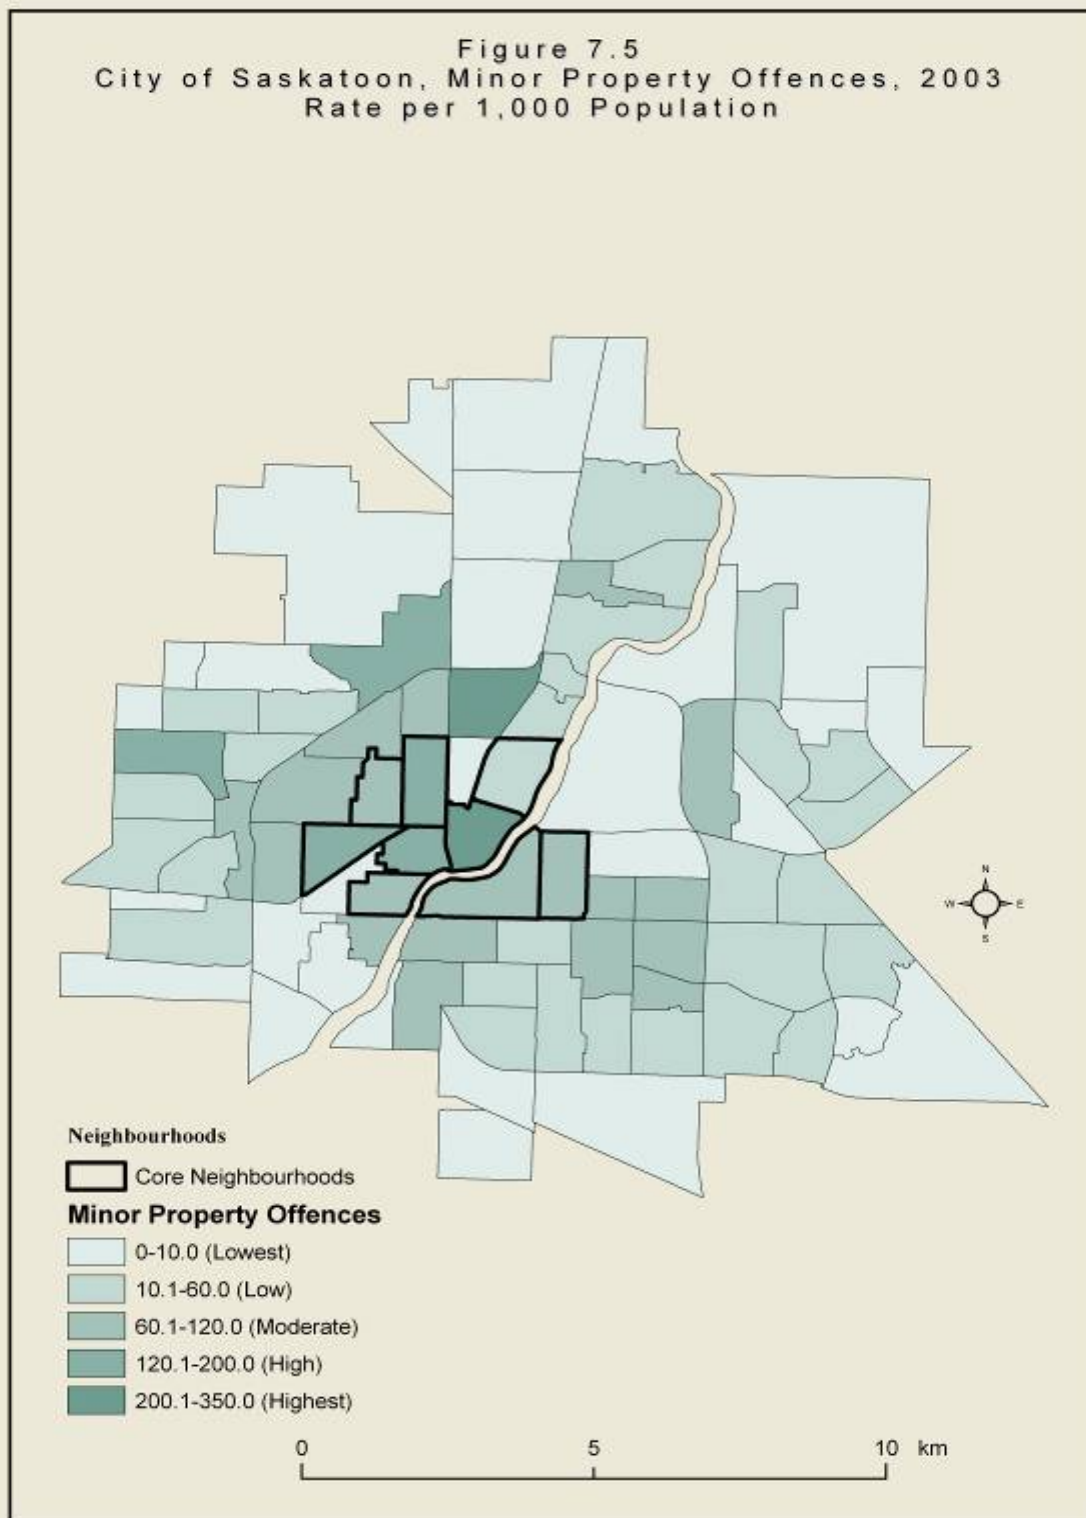 Figure 7.5
City of Saskatoon, Minor Property Offences, 2003
Rate per 1,000 Population
N
W E
S
Neighbourhoods
Core Neighbourhoods
Minor Property Offences
0-10.0 (Lowest)
10.1-60.0 (Low)
60.1-120.0 (Moderate)
120.1-200.0 (High)
200.1-350.0 (Highest)
0 5 10 km